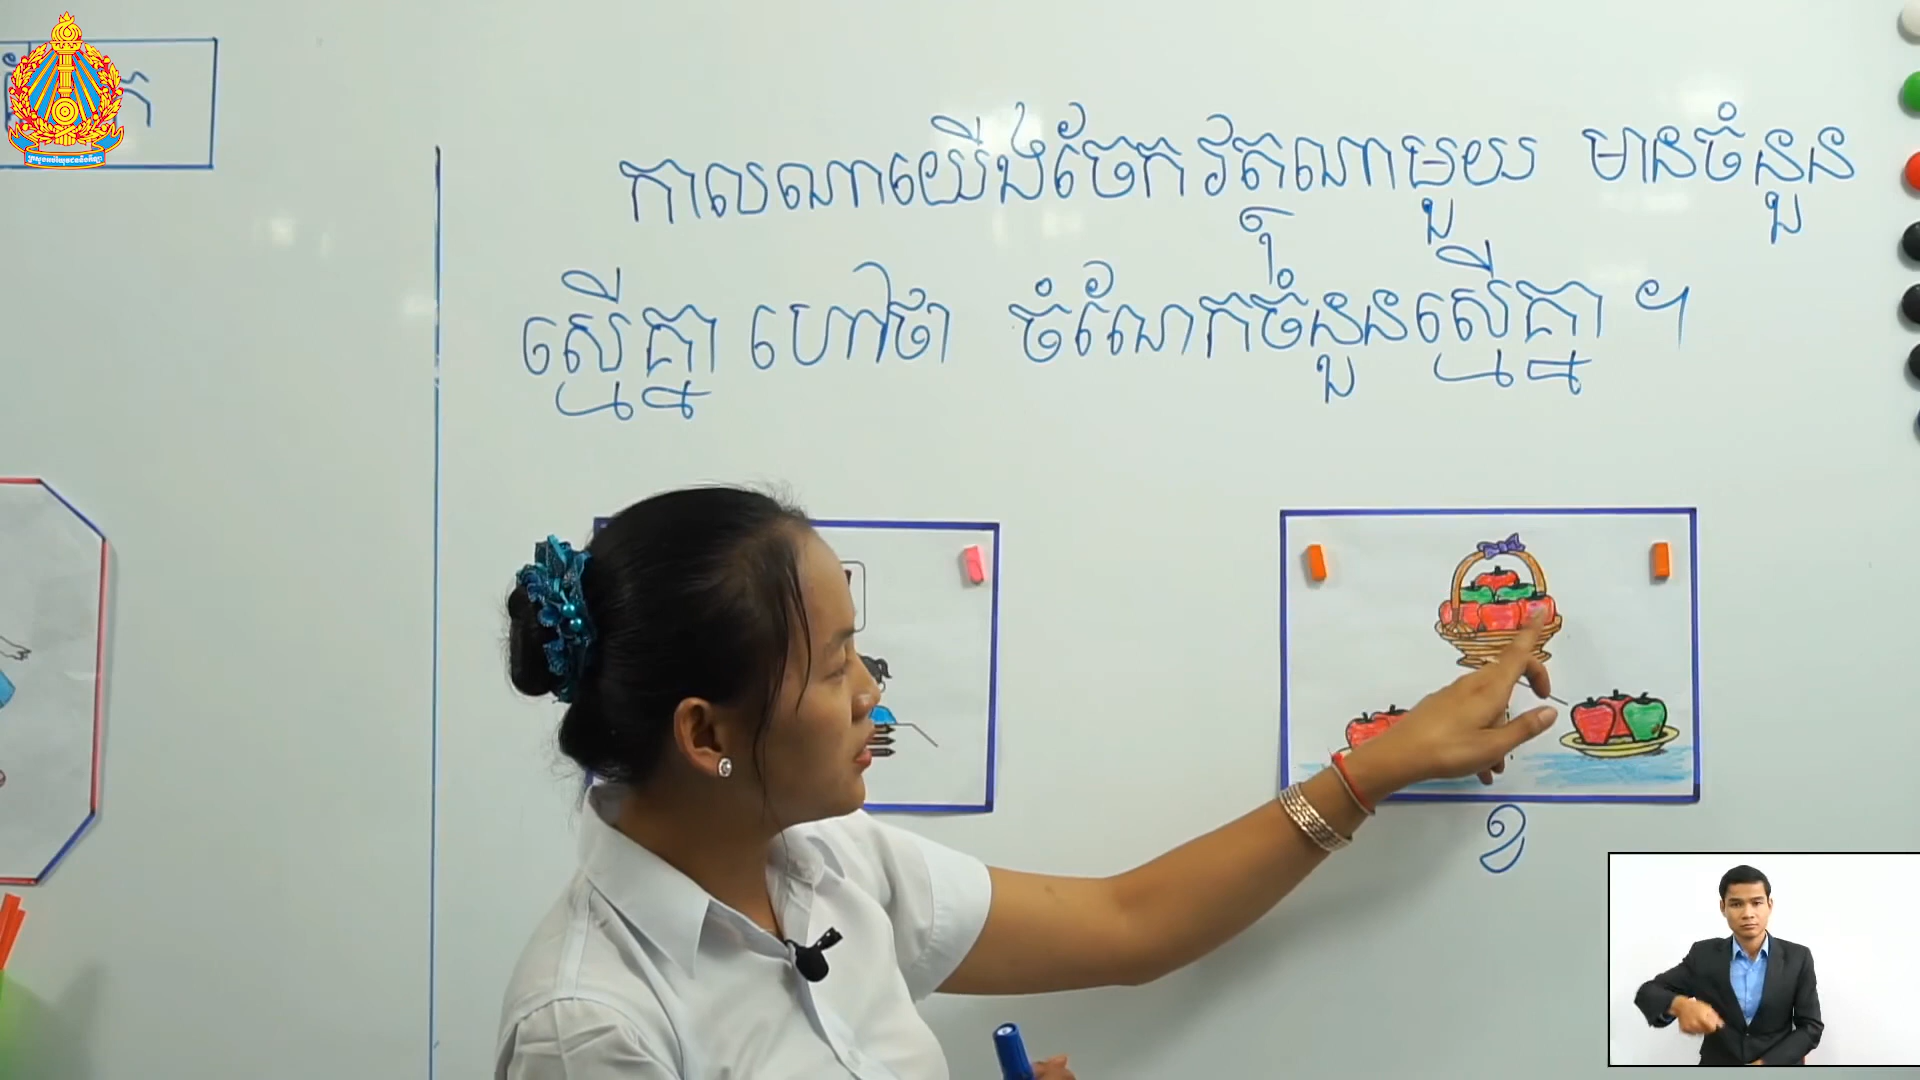 កាលណាយើងចែកវត្ថុណាមួយ មានចំនួន
ស្មើគ្នា ហៅថា ចំណែកចំនួនស្មើគ្នា ។
ខ